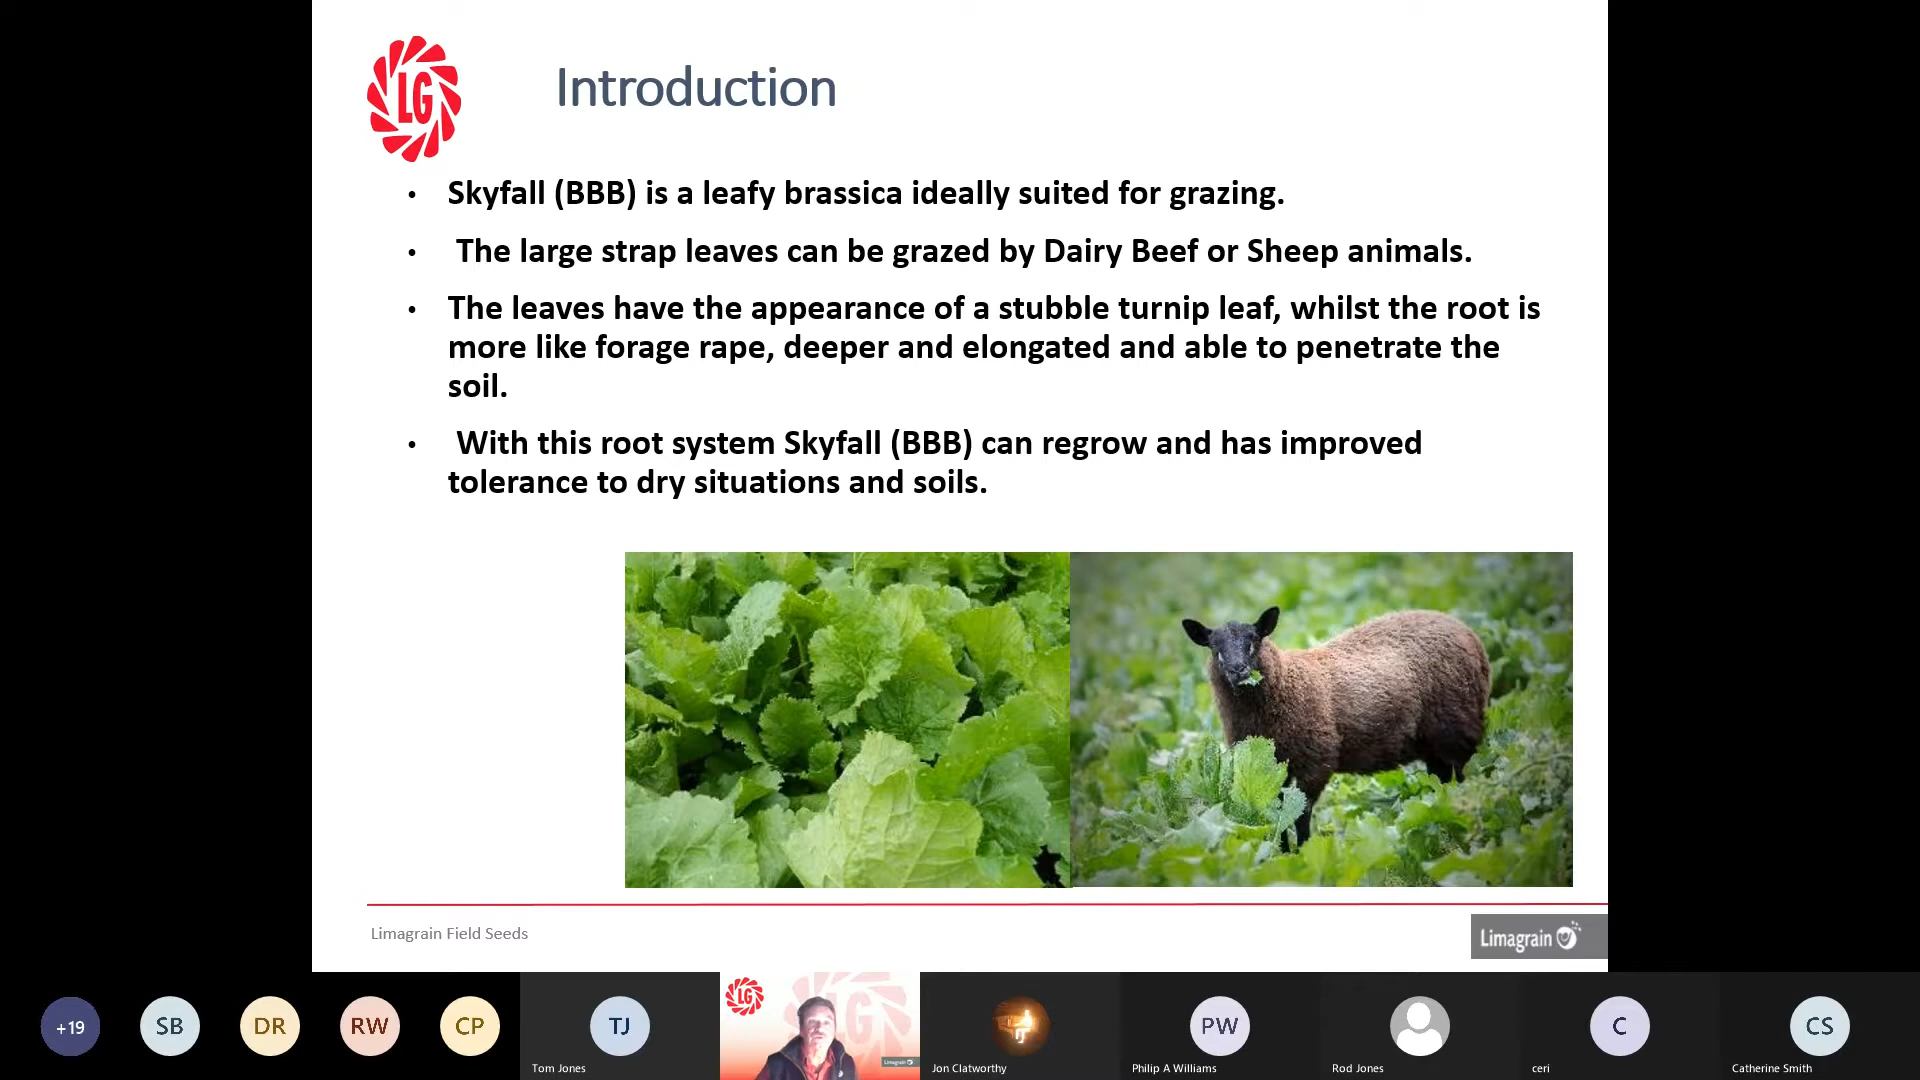 LG
Introduction
• Skyfall (BBB) is a leafy brassica ideally suited for grazing.
• The large strap leaves can be grazed by Dairy Beef or Sheep animals.
• The leaves have the appearance of a stubble turnip leaf, whilst the root is
more like forage rape, deeper and elongated and able to penetrate the
soil.
• With this root system Skyfall (BBB) can regrow and has improved
tolerance to dry situations and soils.
Limagrain Field Seeds
Limagrain
+19
SB
DR
RW
CP
TJ
Tom Jones
LG
LG
Limagrain
Jon Clatworthy
PW
Philip A Williams
Rod Jones
C
ceri
CS
Catherine Smith